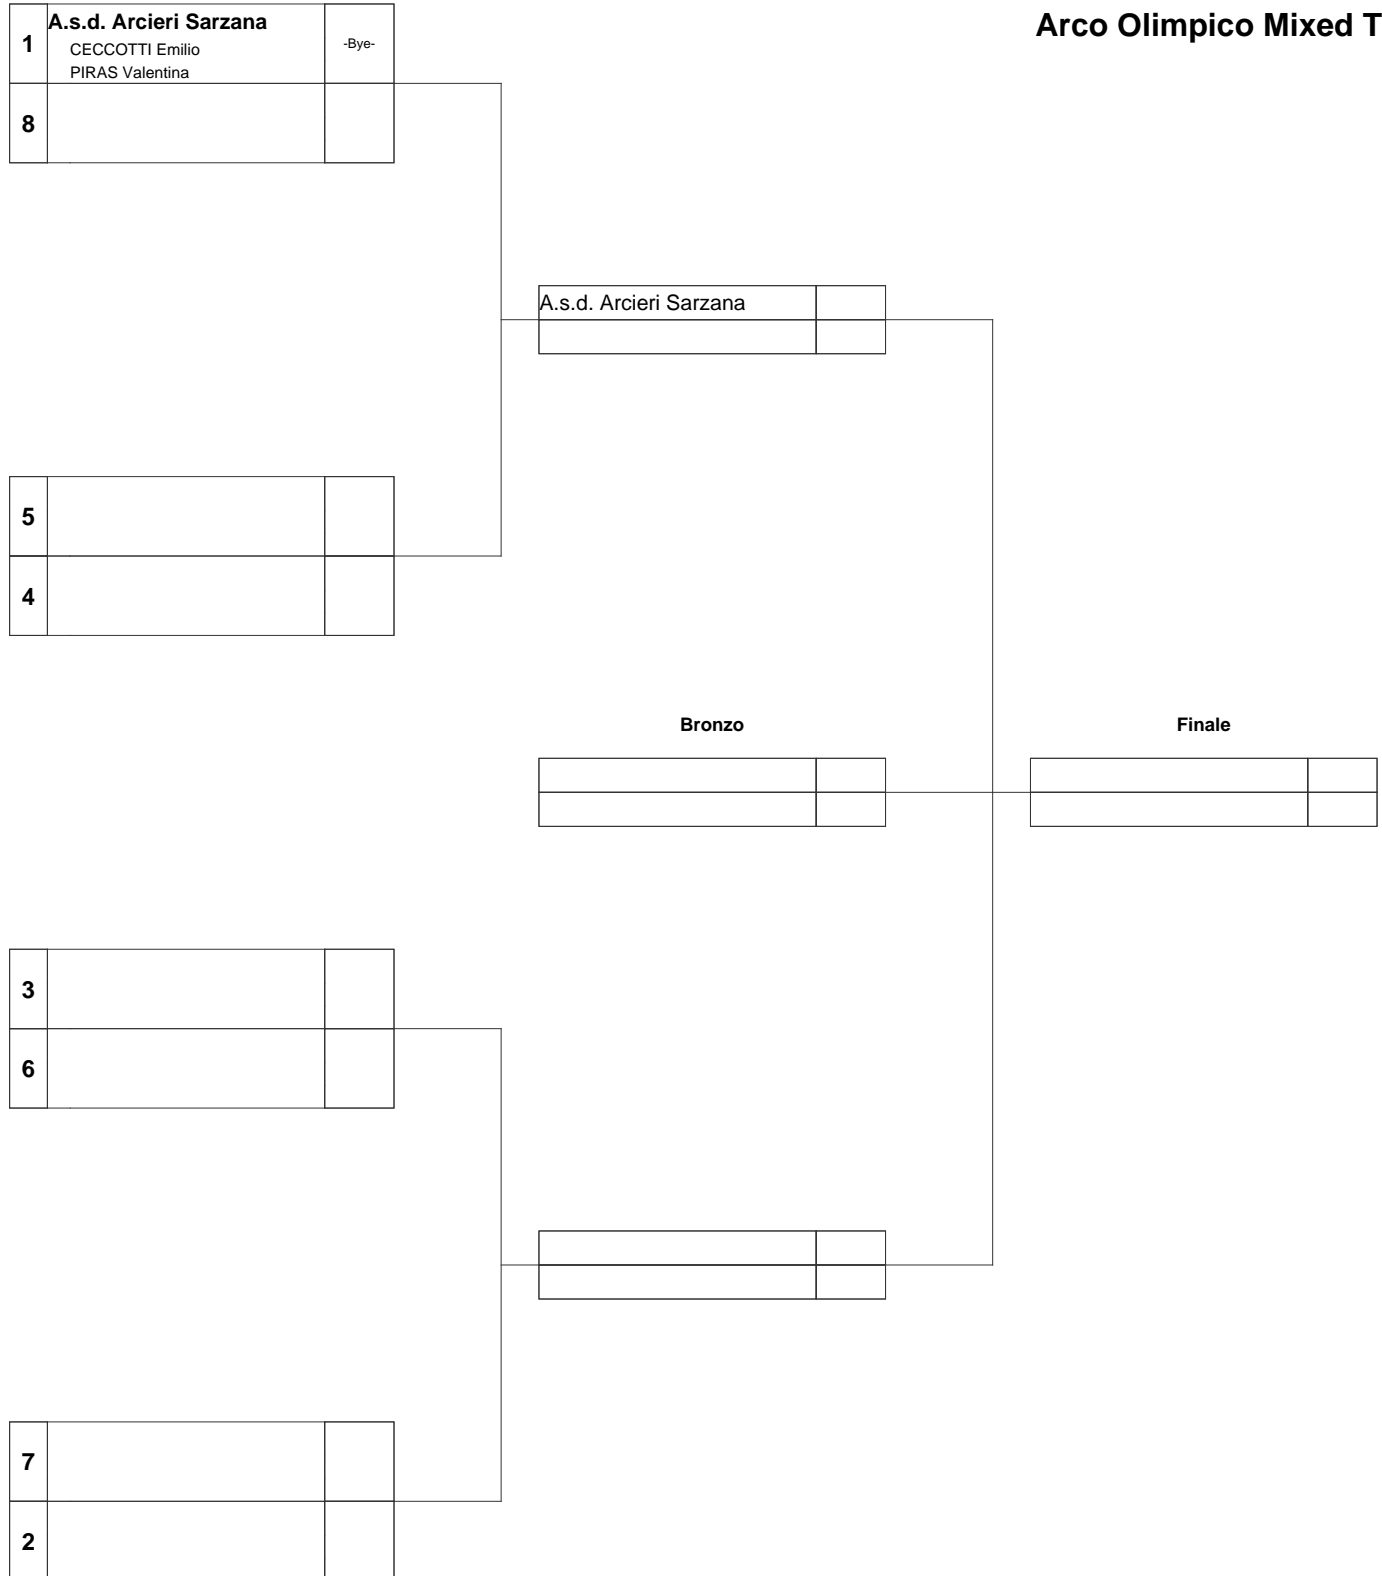 Arco Olimpico Mixed T
1
A.s.d. Arcieri Sarzana
-Bye-
CECCOTTI Emilio
PIRAS Valentina
8
A.s.d. Arcieri Sarzana
5
4
Bronzo
Finale
3
6
7
2